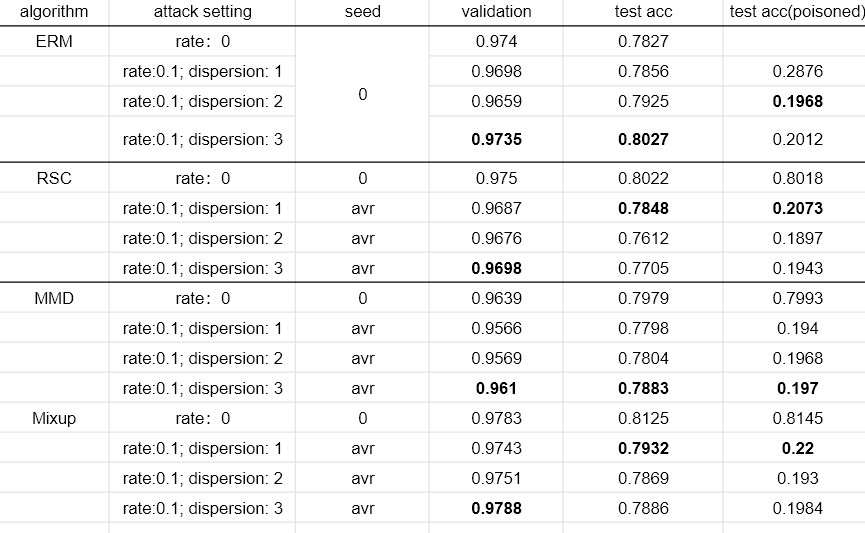 algorithm attack setting seed validation test acc test acc(poisoned)
ERM rate: 0 0.974 0.7827
rate:0.1; dispersion: 1 0.9698 0.7856 0.2876
0
rate:0.1; dispersion: 2 0.9659 0.7925 0.1968
rate:0.1; dispersion: 3 0.9735 0.8027 0.2012
RSC rate: 0 0 0.975 0.8022 0.8018
rate:0.1; dispersion: 1 avr 0.9687 0.7848 0.2073
rate:0.1; dispersion: 2 avr 0.9676 0.7612 0.1897
rate:0.1; dispersion: 3 avr 0.9698 0.7705 0.1943
MMD rate: 0 0 0.9639 0.7979 0.7993
rate:0.1; dispersion: 1 avr 0.9566 0.7798 0.194
rate:0.1; dispersion: 2 avr 0.9569 0.7804 0.1968
rate:0.1; dispersion: 3 avr 0.961 0.7883 0.197
Mixup rate: 0 0 0.9783 0.8125 0.8145
rate:0.1; dispersion: 1 avr 0.9743 0.7932 0.22
rate:0.1; dispersion: 2 avr 0.9751 0.7869 0.193
rate:0.1; dispersion: 3 avr 0.9788 0.7886 0.1984